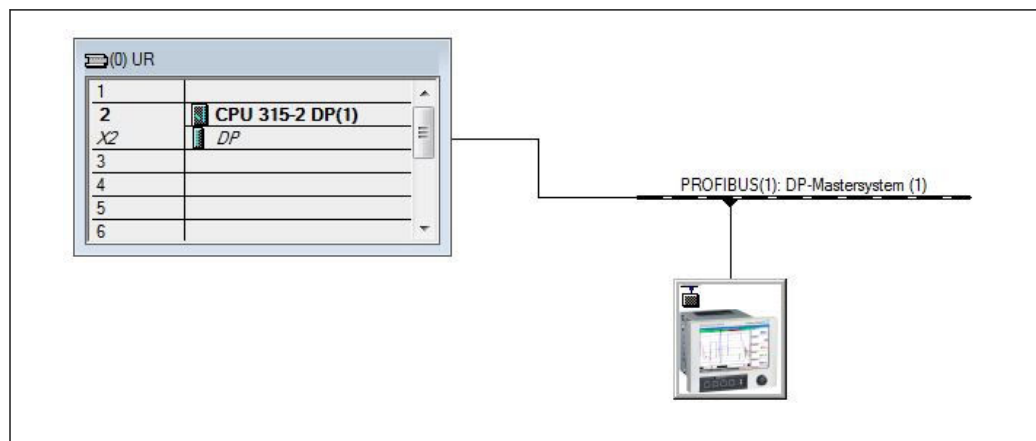 (0) UR
1
2 CPU 315-2 DP(1)
X2 DP
3
4
5
6
PROFIBUS(1): DP-Mastersystem (1)